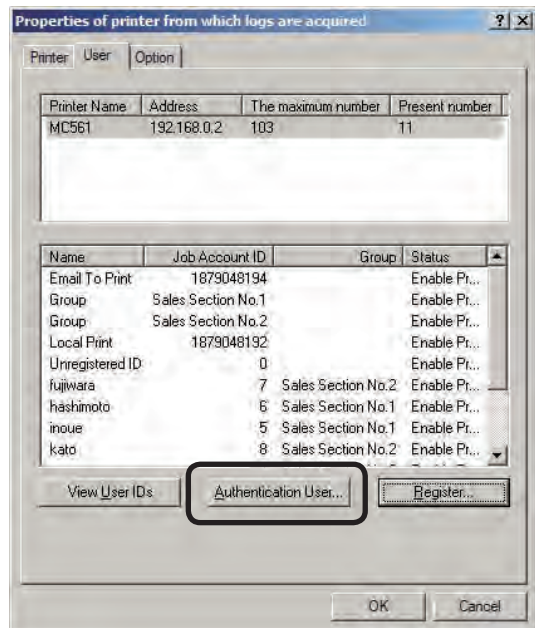 Properties of printer from which logs are acquired
Printer User Option
Printer Name Address The maximum number Present number
MC561 192.168.0.2 103 11
Name Job Account ID Group Status
Email To Print 1879048194 Enable Pr...
Group Sales Section No.1 Enable Pr...
Group Sales Section No.2 Enable Pr...
Local Print 1879048192 Enable Pr...
Unregistered ID 0 Enable Pr...
fujiwara 7 Sales Section No.2 Enable Pr...
hashimoto 6 Sales Section No.1 Enable Pr...
inoue 5 Sales Section No.1 Enable Pr...
kato 8 Sales Section No.2 Enable Pr...
View User IDs Authentication User... Register...
OK Cancel